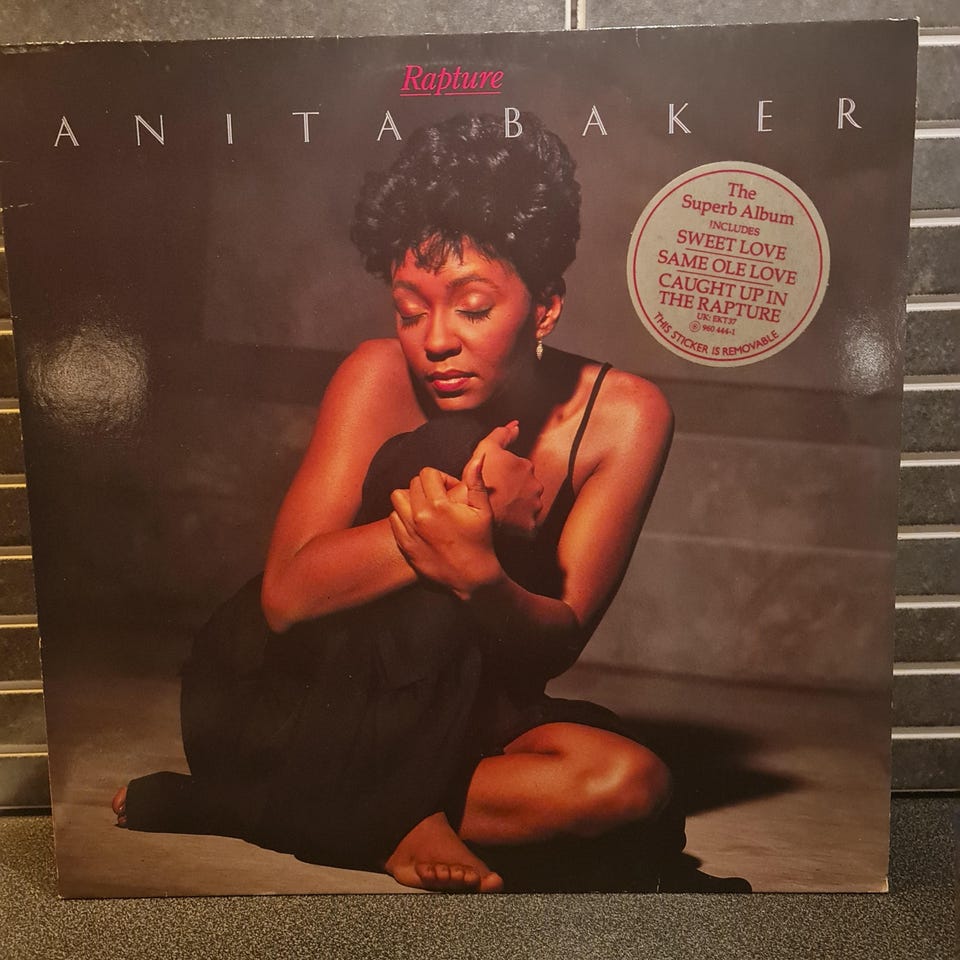 Rapture
ANITA BAKER
The
Superb Album
INCLUDES
SWEET LOVE
SAME OLE LOVE
CAUGHT UP IN
THE RAPTURE
UK: EKT37
Ⓟ 960 444-1
THIS STICKER IS REMOVABLE